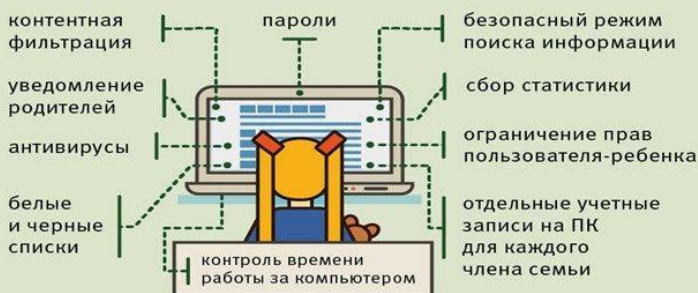 контентная
фильтрация
уведомление
родителей
антивирусы
белые
и черные
списки
пароли
контроль времени
работы за компьютером
безопасный режим
поиска информации
сбор статистики
ограничение прав
пользователя-ребенка
отдельные учетные
записи на ПК
для каждого
члена семьи